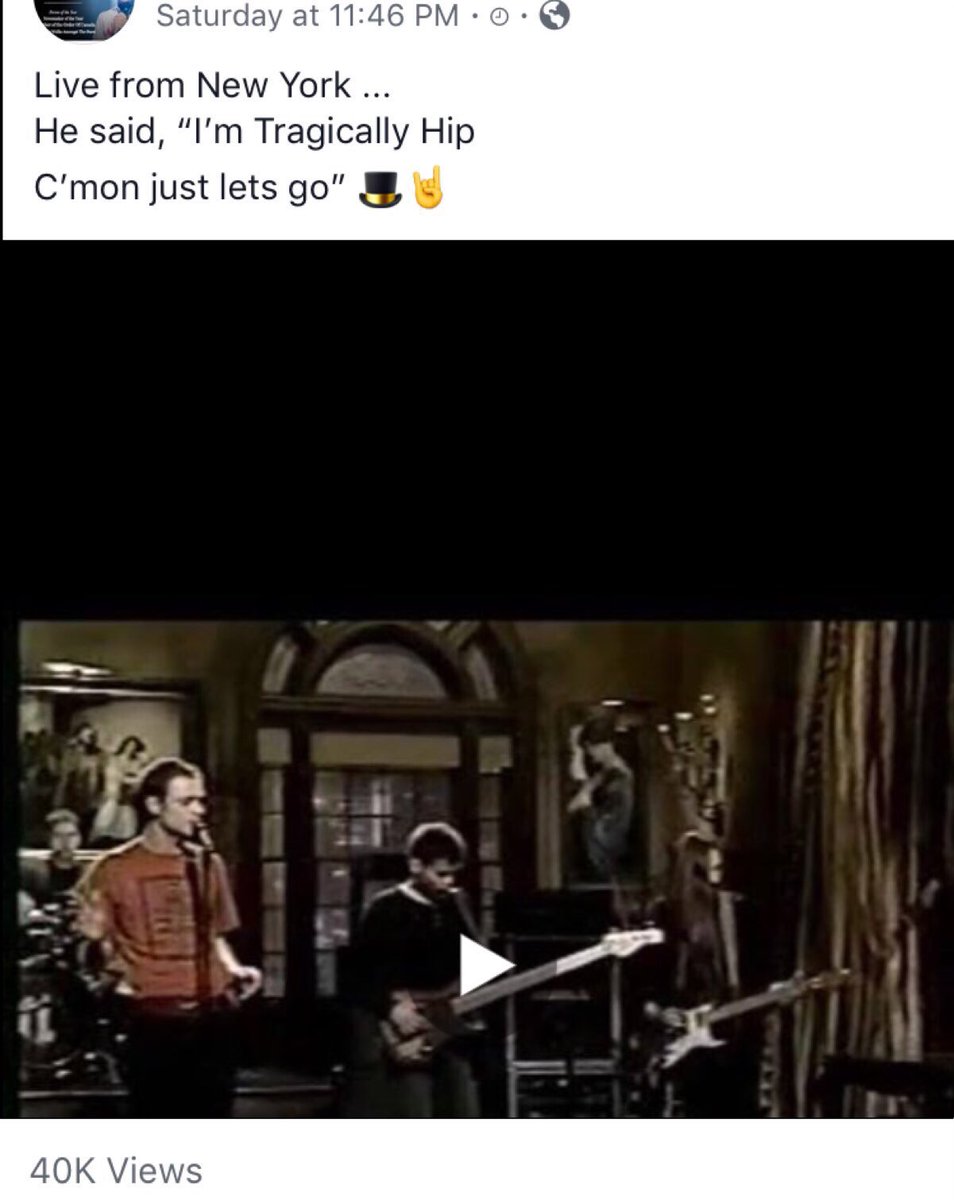 Saturday at 11:46 PM · ·
Live from New York ...
He said, “I’m Tragically Hip
C’mon just lets go” 🎩🤘
40K Views